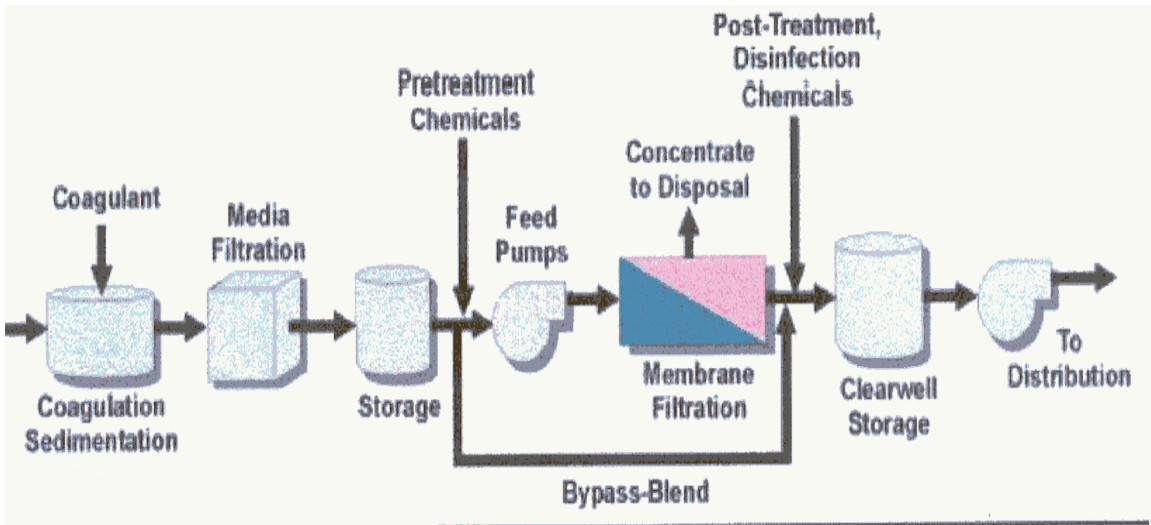 Post-Treatment,
Disinfection
Chemicals
Pretreatment
Chemicals
Concentrate
to Disposal
Coagulant
Media
Filtration
Feed
Pumps
Coagulation
Sedimentation
Storage
Membrane
Filtration
Clearwell
Storage
To
Distribution
Bypass-Blend